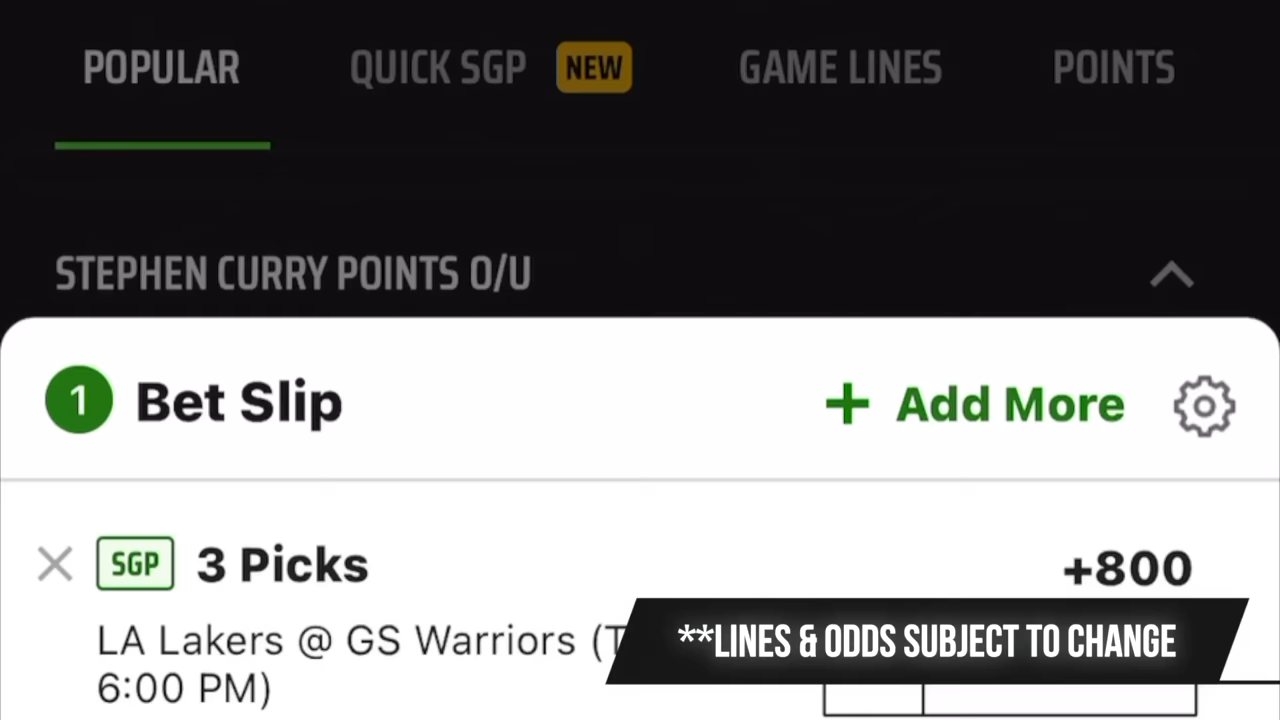 POPULAR QUICK SGP NEW GAME LINES POINTS
STEPHEN CURRY POINTS O/U
1 Bet Slip + Add More
SGP 3 Picks +800
LA Lakers @ GS Warriors (T
6:00 PM)
**LINES & ODDS SUBJECT TO CHANGE